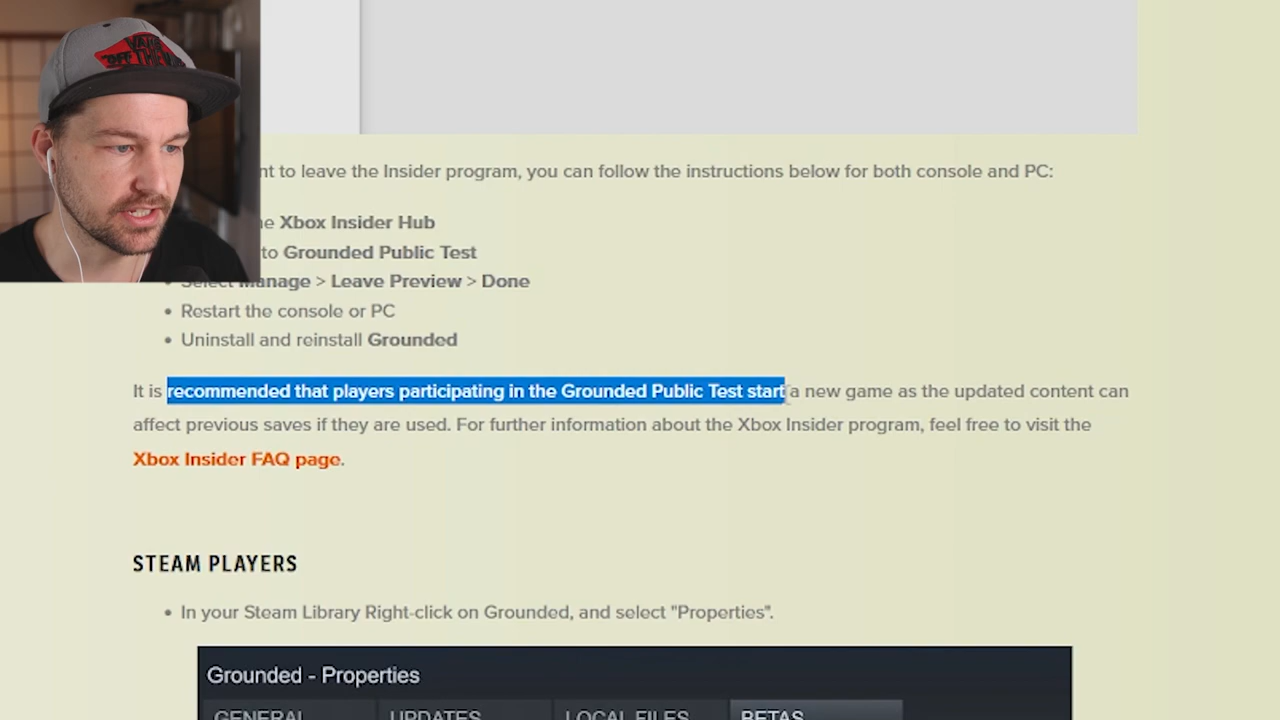 VANS
"OFF THE W
nt to leave the Insider program, you can follow the instructions below for both console and PC:
e Xbox Insider Hub
to Grounded Public Test
• Select Manage > Leave Preview > Done
• Restart the console or PC
• Uninstall and reinstall Grounded
It is recommended that players participating in the Grounded Public Test start a new game as the updated content can
affect previous saves if they are used. For further information about the Xbox Insider program, feel free to visit the
Xbox Insider FAQ page.
STEAM PLAYERS
• In your Steam Library Right-click on Grounded, and select "Properties".
Grounded - Properties
GENERAL UPDATES LOCAL FILES BETAS